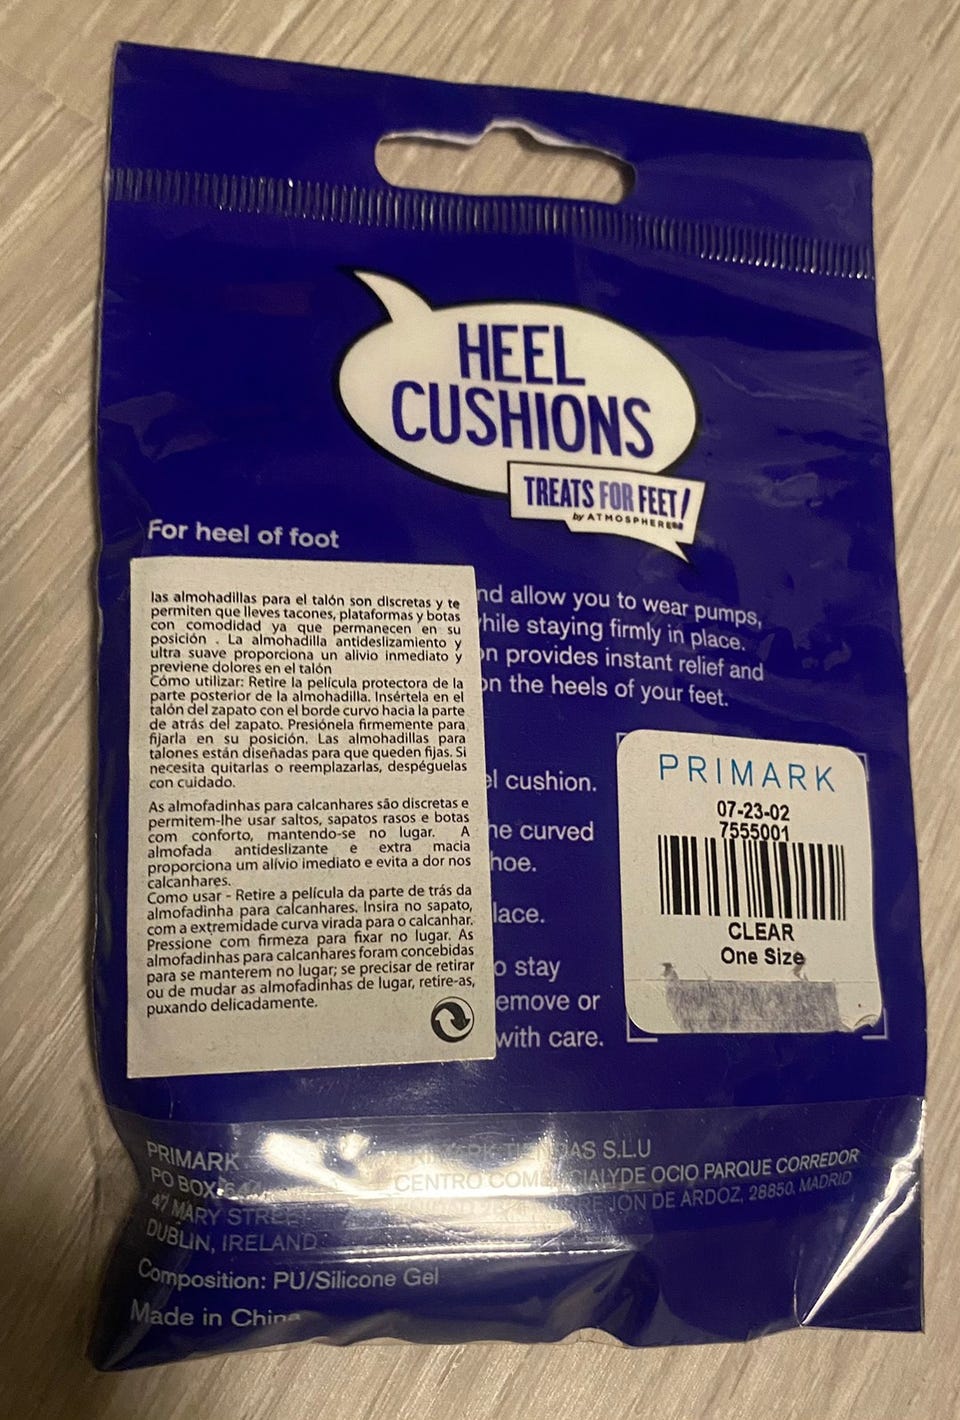 HEEL
CUSHIONS
TREATS FOR FEET!
by ATMOSPHERE
For heel of foot
nd allow you to wear pumps,
hile staying firmly in place.
on provides instant relief and
on the heels of your feet.
el cushion.
he curved
hoe.
lace.
o stay
emove or
with care.
las almohadillas para el talón son discretas y te
permiten que lleves tacones, plataformas y botas
con comodidad ya que permanecen en su
posición . La almohadilla antideslizamiento y
ultra suave proporciona un alivio inmediato y
previene dolores en el talón
Cómo utilizar: Retire la película protectora de la
parte posterior de la almohadilla. Insértela en el
talón del zapato con el borde curvo hacia la parte
de atrás del zapato. Presiónela firmemente para
fijarla en su posición. Las almohadillas para
talones están diseñadas para que queden fijas. Si
necesita quitarlas o reemplazarlas, despéguelas
con cuidado.
As almofadinhas para calcanhares são discretas e
permitem-lhe usar saltos, sapatos rasos e botas
com conforto, mantendo-se no lugar. A
almofada antideslizante e extra macia
proporciona um alívio imediato e evita a dor nos
calcanhares.
Como usar - Retire a película da parte de trás da
almofadinha para calcanhares. Insira no sapato,
com a extremidade curva virada para o calcanhar.
Pressione com firmeza para fixar no lugar. As
almofadinhas para calcanhares foram concebidas
para se manterem no lugar; se precisar de retirar
ou de mudar as almofadinhas de lugar, retire-as,
puxando delicadamente.
PRIMARK
07-23-02
7555001
CLEAR
One Size
PRIMARK
PO BOX
47 MARY STREET
DUBLIN, IRELAND
PRIMARK TIENDAS S.L.U
CENTRO COMERCIALYDE OCIO PARQUE CORREDOR
DE ARDOZ, 28850, MADRID
Composition: PU/Silicone Gel
Made in China